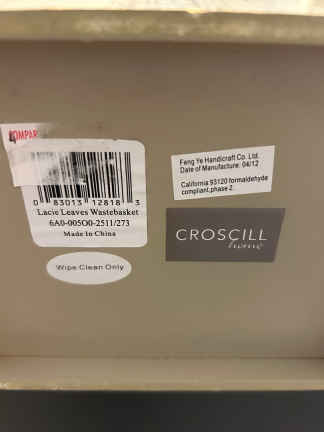 COMPAR
0 83013 12818 3
Lacie Leaves Wastebasket
6A0-005O0-2511/273
Made In China
Wipe Clean Only
Feng Ye Handicraft Co. Ltd.
Date of Manufacture: 04/12
California 93120 formaldehyde
compliant,phase 2.
CROSCILL
home